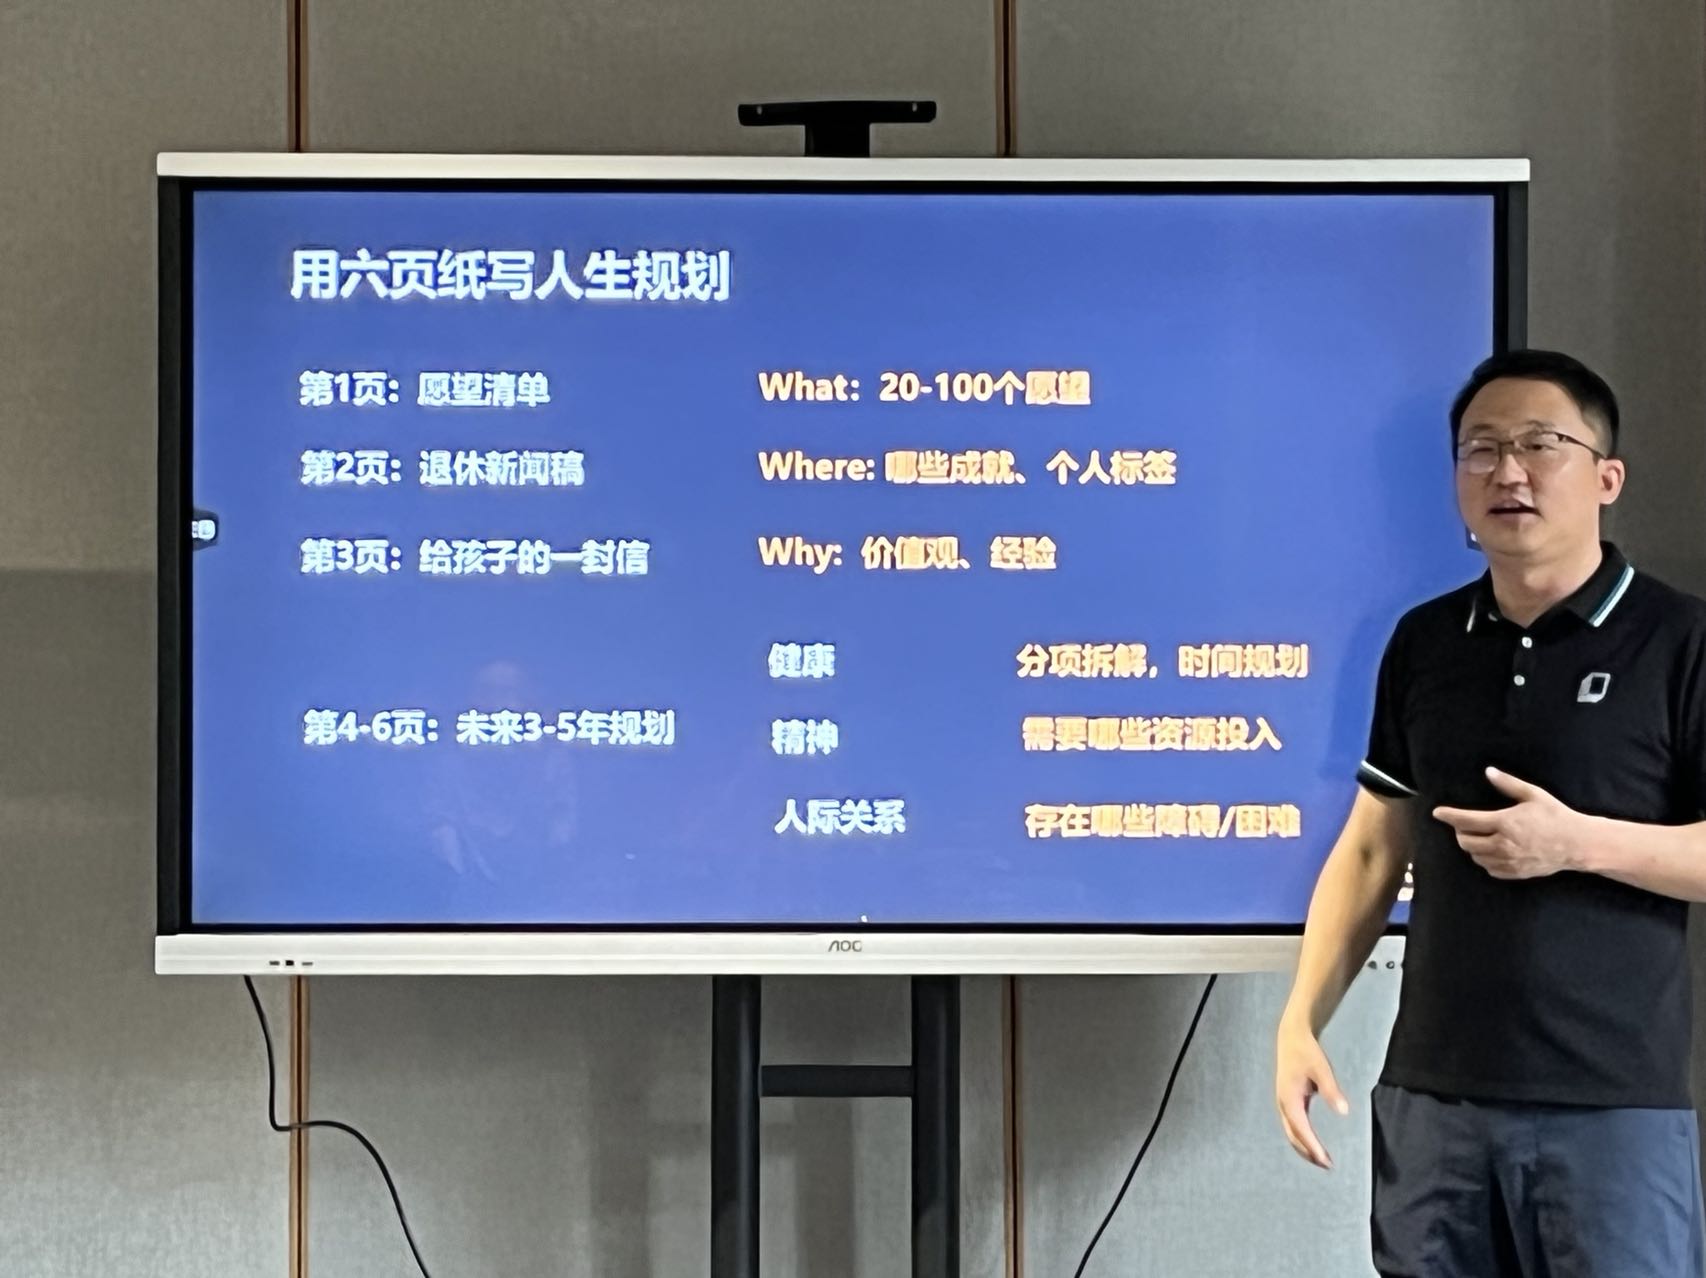 用六页纸写人生规划
第1页：愿望清单 What：20-100个愿望
第2页：退休新闻稿 Where: 哪些成就、个人标签
第3页：给孩子的一封信 Why: 价值观、经验
健康 分项拆解，时间规划
第4-6页：未来3-5年规划 精神 需要哪些资源投入
人际关系 存在哪些障碍/困难
AOC